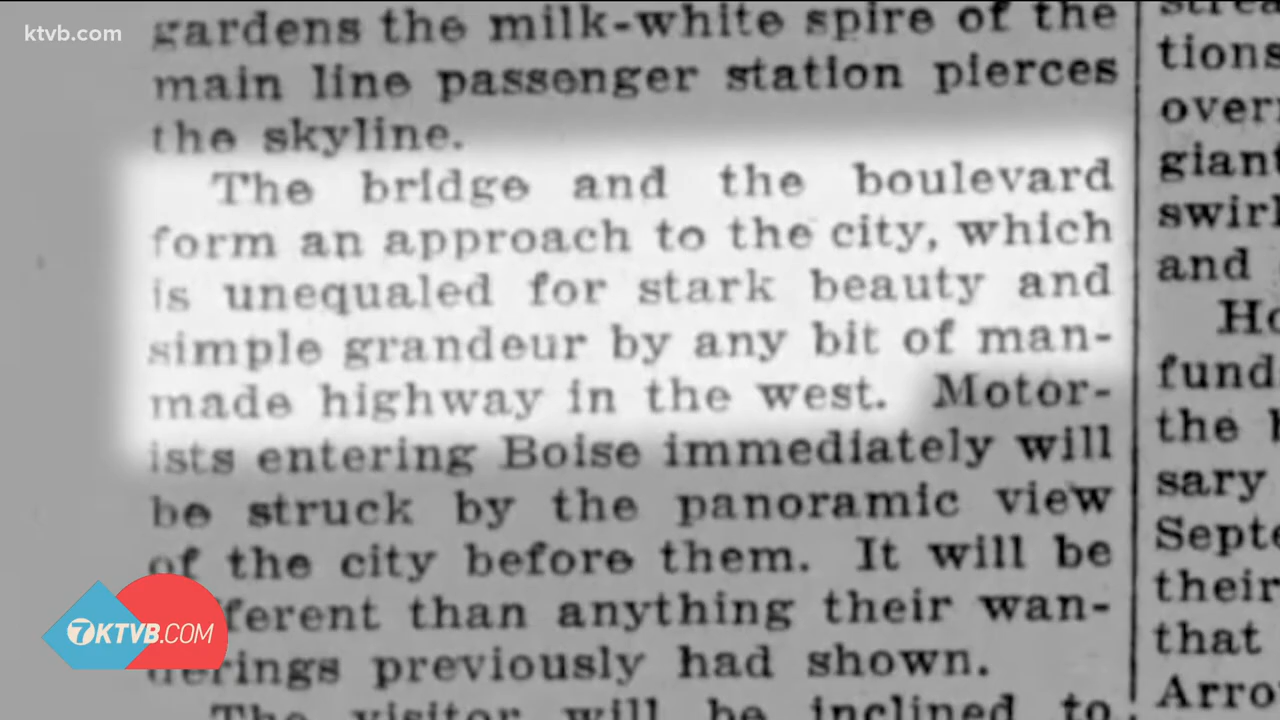 ktvb.com
gardens the milk-white spire of the
main line passenger station pierces
the skyline.
The bridge and the boulevard
form an approach to the city, which
is unequaled for stark beauty and
simple grandeur by any bit of man-
made highway in the west. Motor-
ists entering Boise immediately will
be struck by the panoramic view
of the city before them. It will be
fferent than anything their wan-
derings previously had shown.
The visitor will be inclined to
tions
over
giant
swirl
and
Ho
fund
the h
sary
Septe
their
that
Arro
7KTVB.COM